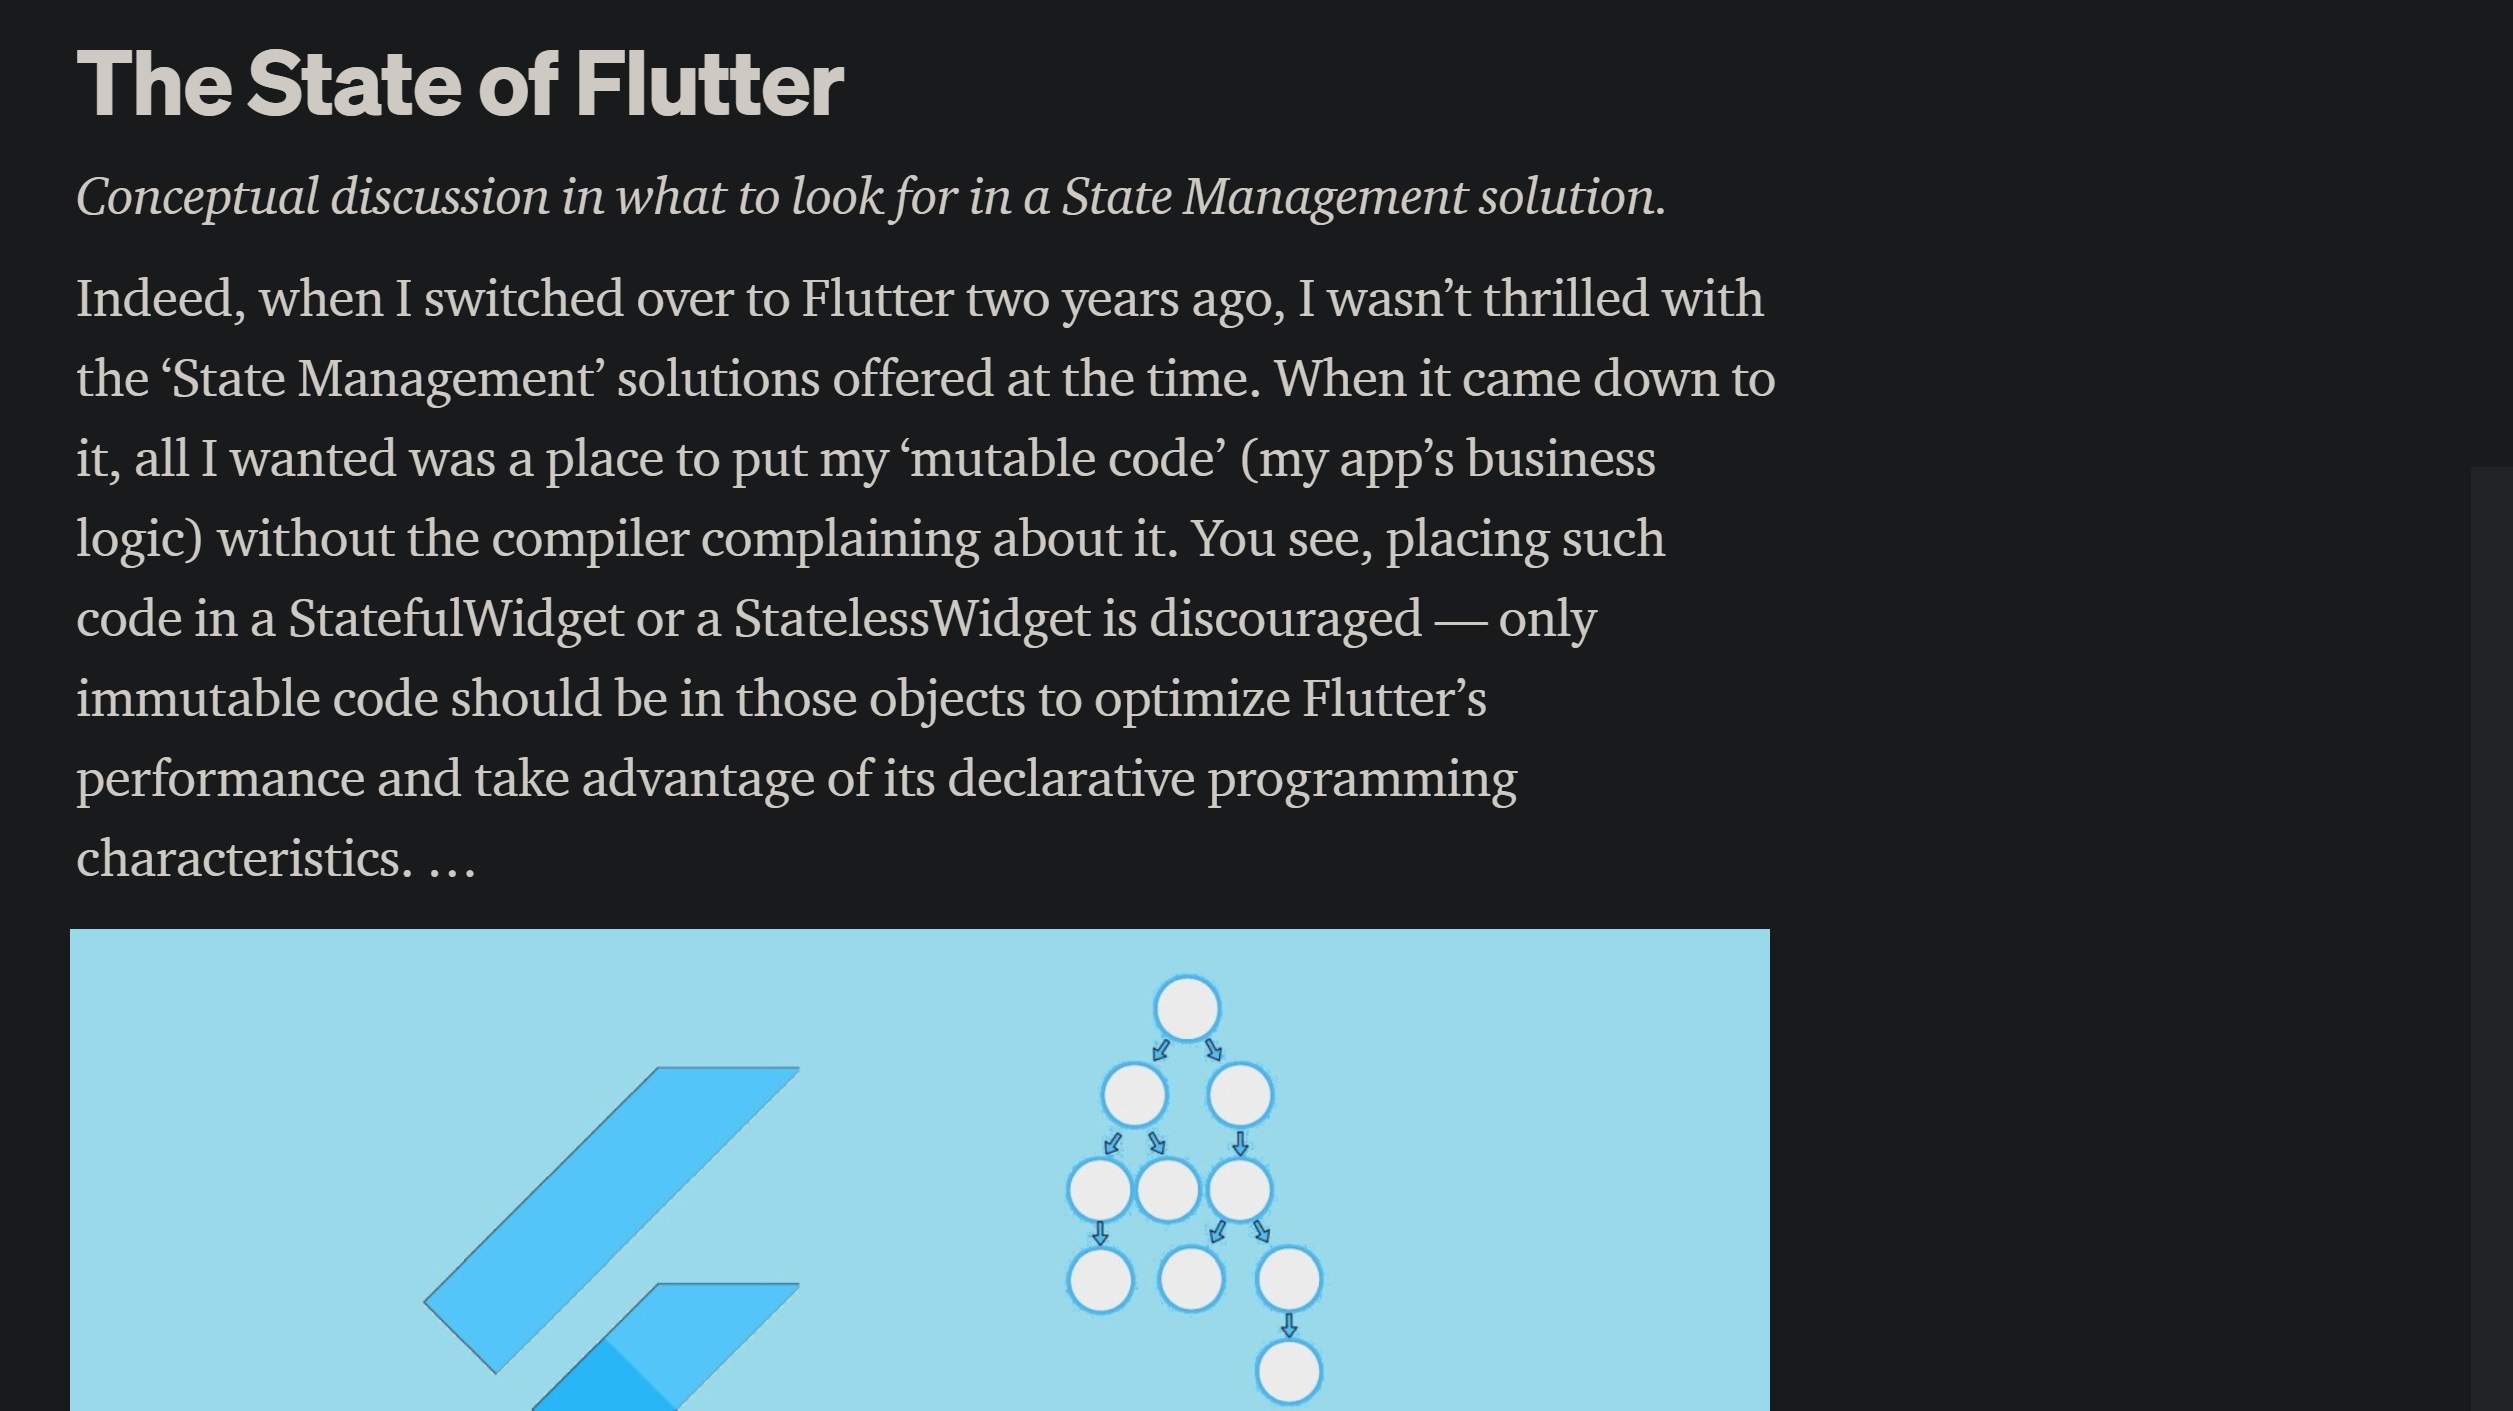 The State of Flutter
Conceptual discussion in what to look for in a State Management solution.
Indeed, when I switched over to Flutter two years ago, I wasn’t thrilled with
the ‘State Management’ solutions offered at the time. When it came down to
it, all I wanted was a place to put my ‘mutable code’ (my app’s business
logic) without the compiler complaining about it. You see, placing such
code in a StatefulWidget or a StatelessWidget is discouraged — only
immutable code should be in those objects to optimize Flutter’s
performance and take advantage of its declarative programming
characteristics. …